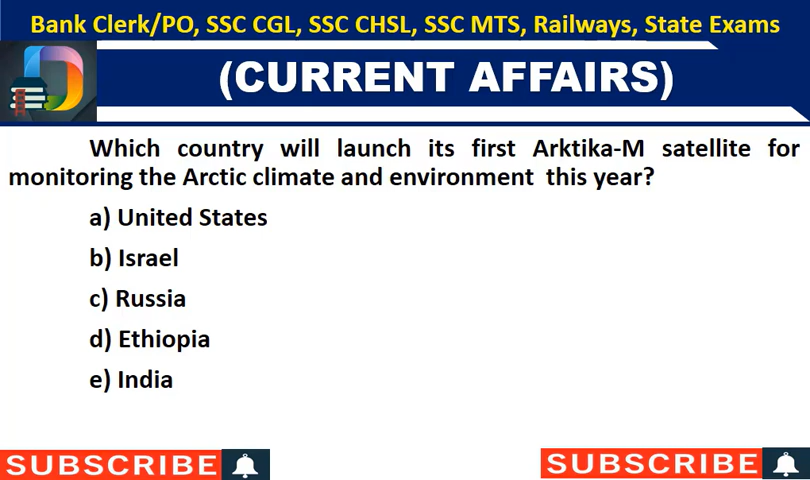 Bank Clerk/PO, SSC CGL, SSC CHSL, SSC MTS, Railways, State Exams
(CURRENT AFFAIRS)
Which country will launch its first Arktika-M satellite for
monitoring the Arctic climate and environment this year?
a) United States
b) Israel
c) Russia
d) Ethiopia
e) India
SUBSCRIBE
SUBSCRIBE